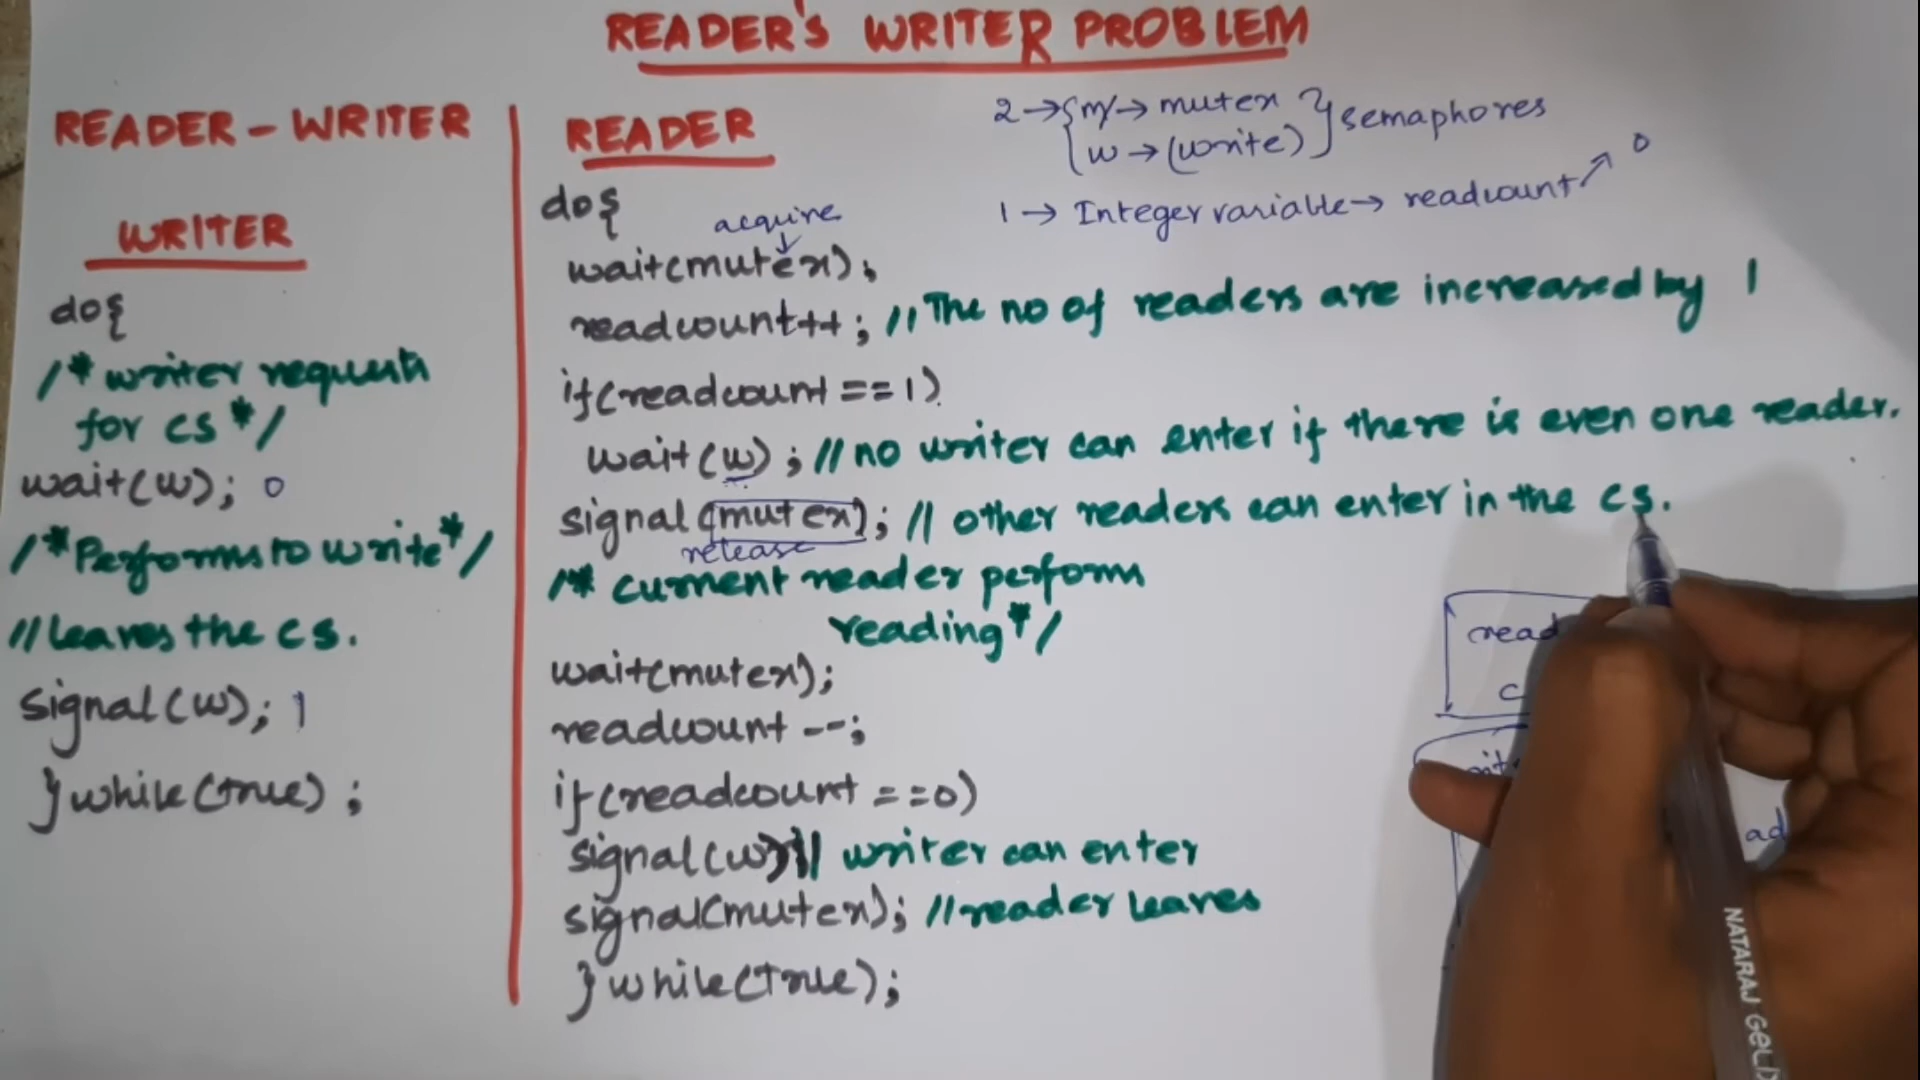 READER'S WRITER PROBLEM
READER - WRITER
WRITER
do{
/* writer request
for cs */
wait(w); 0
/* Performs to write */
// leaves the cs.
signal(w); 1
} while(true);
READER
2 → { m → mutex } semaphores
w → (write)
1 → Integer variable → readcount → 0
do{
acquire
wait(mutex);
readcount++; // The no of readers are increased by 1
if(readcount == 1)
wait(w); // no writer can enter if there is even one reader.
signal(mutex); // other readers can enter in the cs.
release
/* current reader perform
reading */
wait(mutex);
readcount --;
if(readcount == 0)
signal(w) // writer can enter
signal(mutex); // reader leaves
} while(true);
read
NATARAJ GELIX